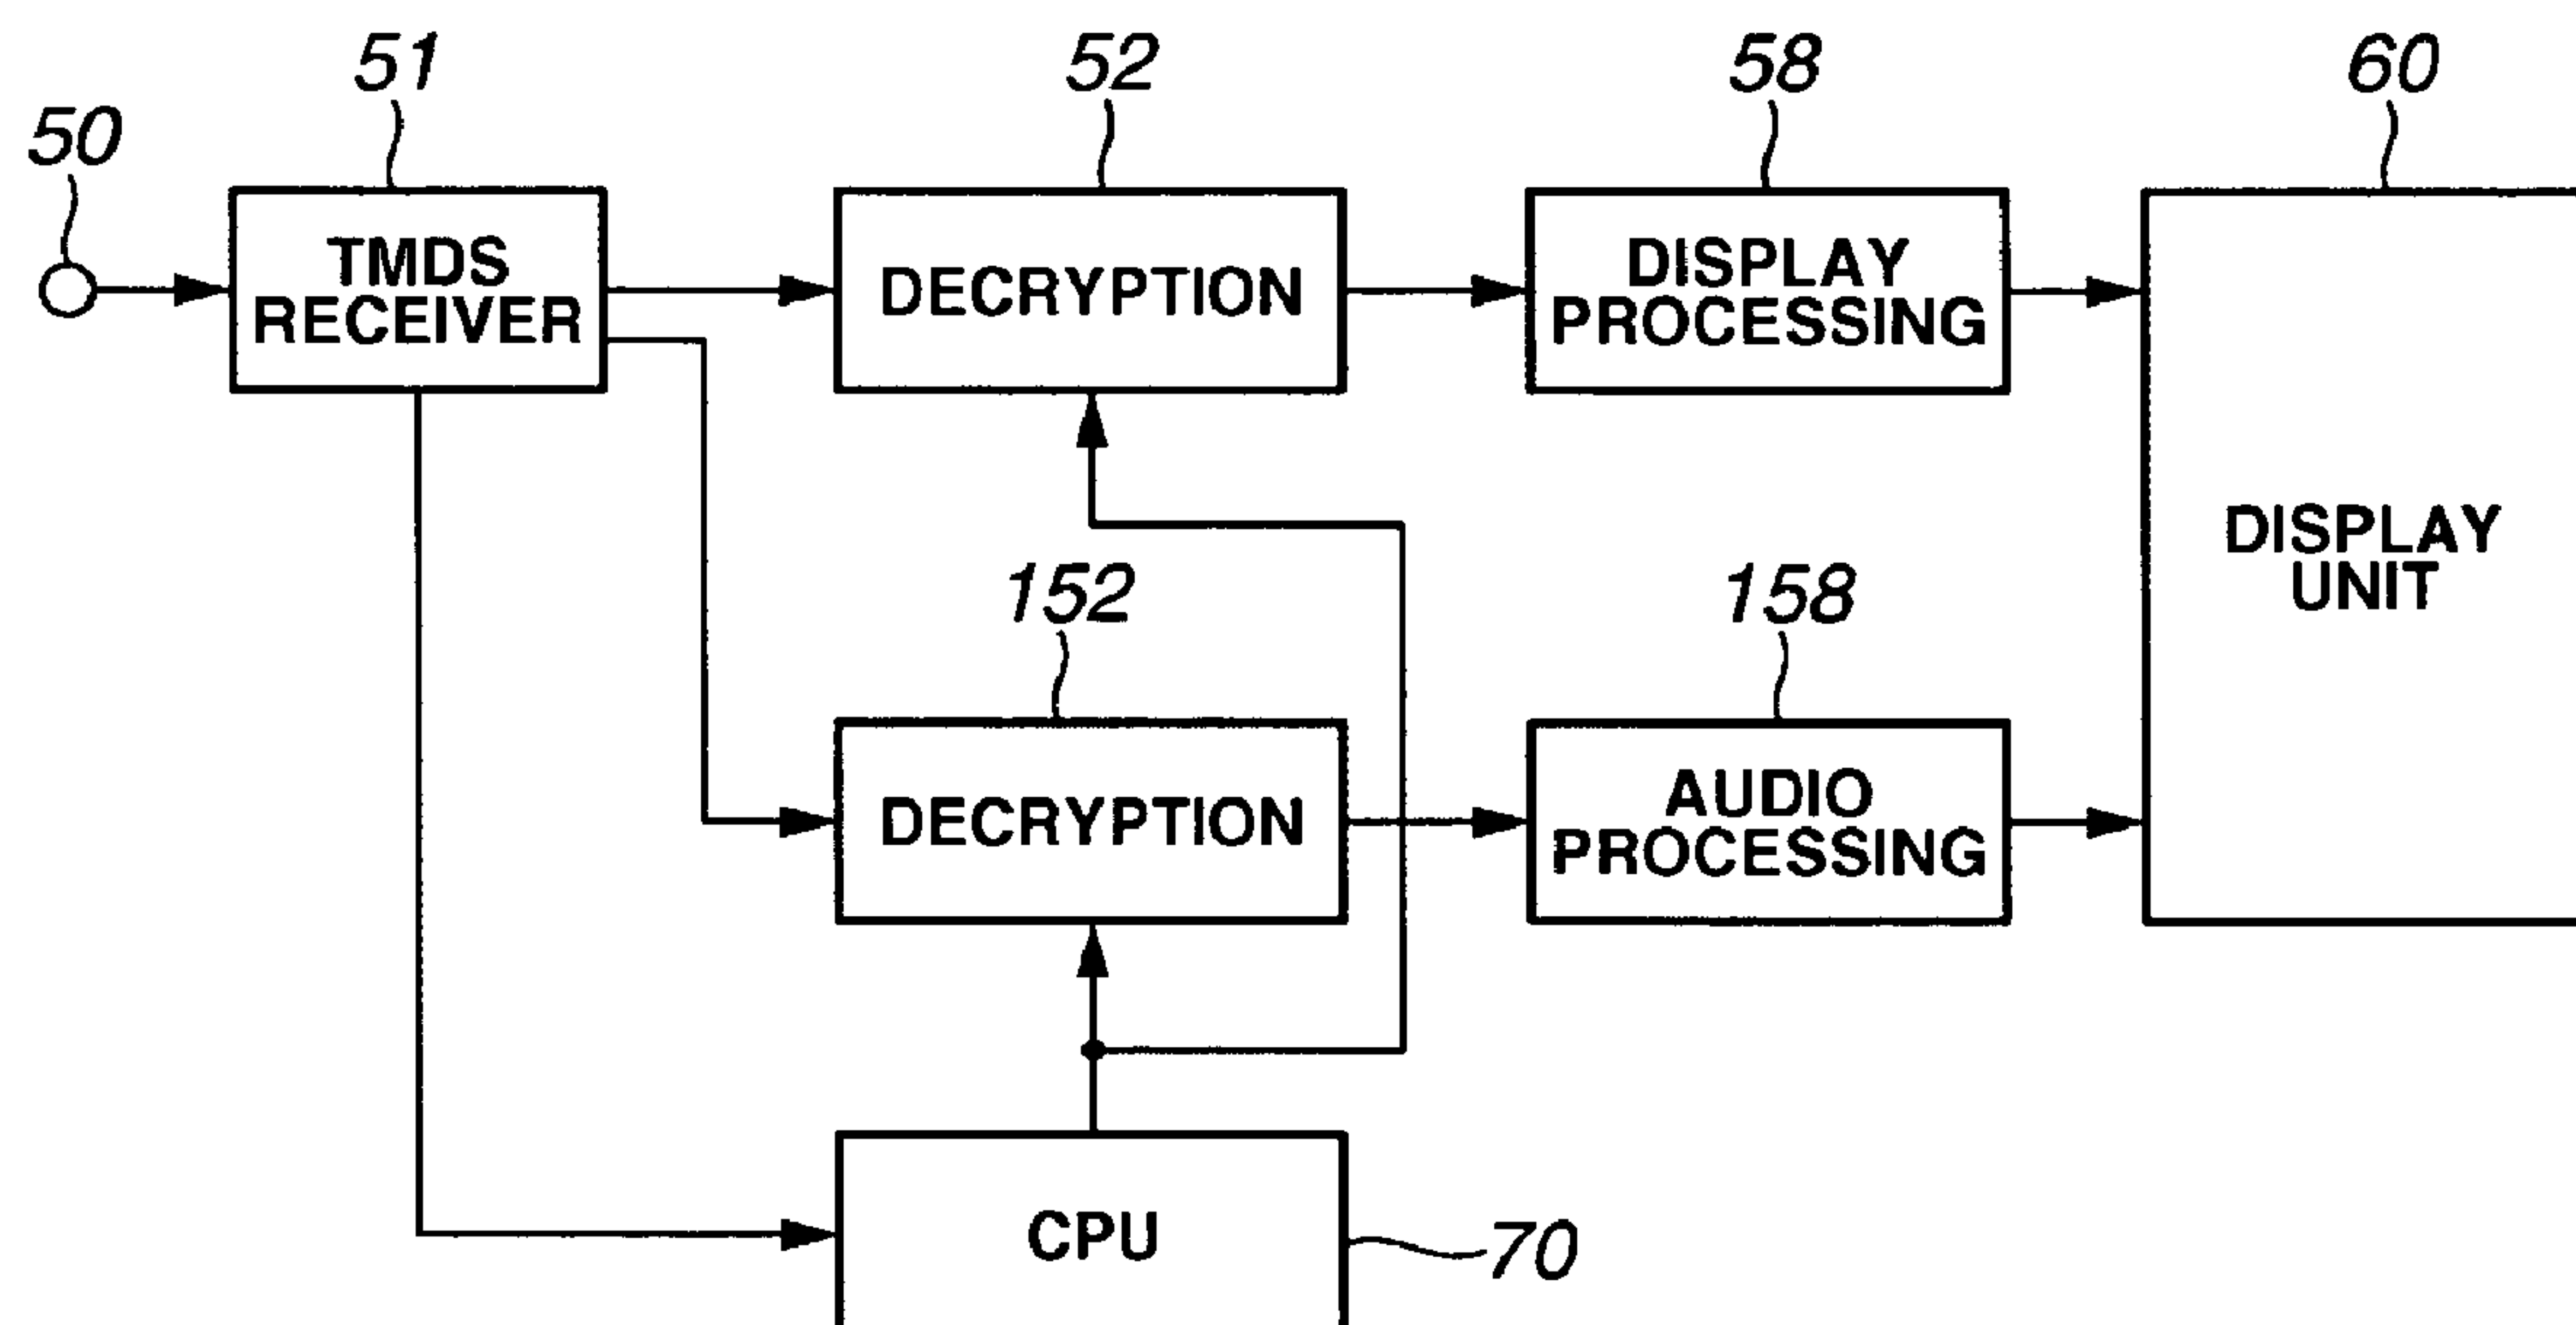 50
51
52
58
60
TMDS
RECEIVER
DECRYPTION
DISPLAY
PROCESSING
DISPLAY
UNIT
152
158
DECRYPTION
AUDIO
PROCESSING
CPU
70